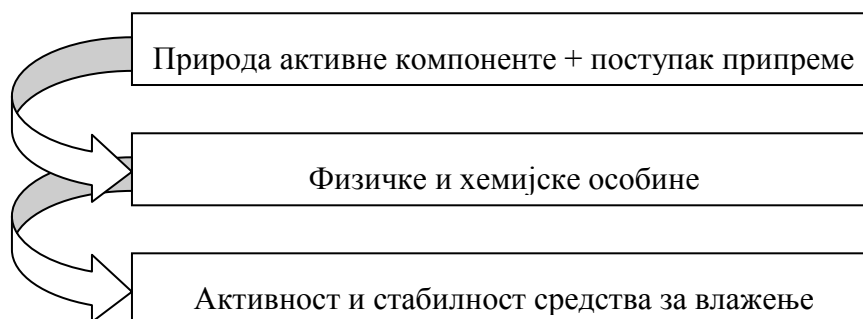 Природа активне компоненте + поступак припреме
Физичке и хемијске особине
Активност и стабилност средства за влажење